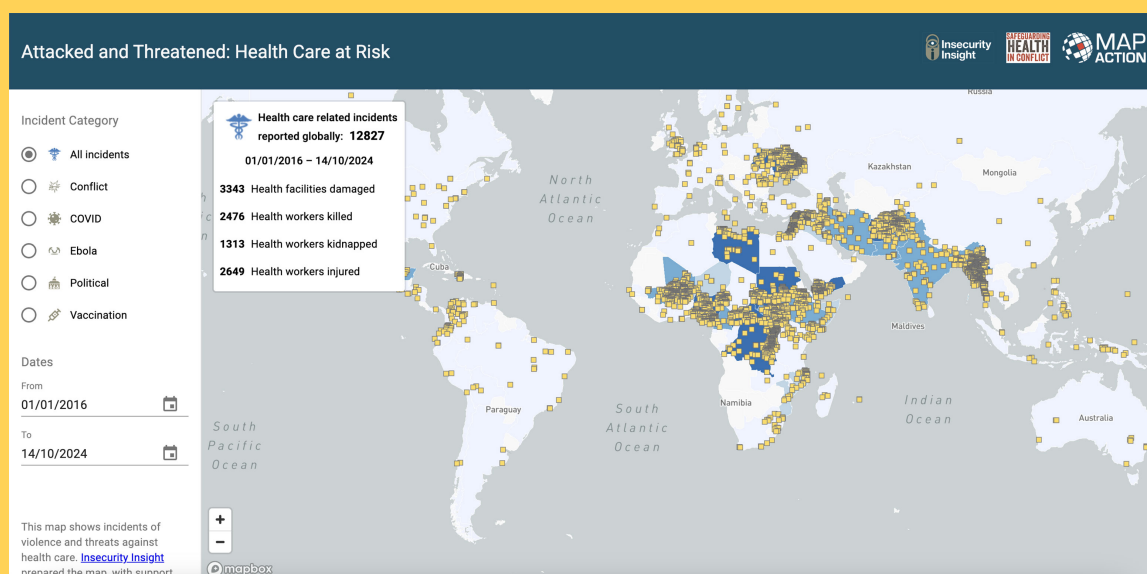 Attacked and Threatened: Health Care at Risk
Insecurity
Insight
SAFEGUARDING
HEALTH
IN CONFLICT
MAP
ACTION
Incident Category
All incidents
Conflict
COVID
Ebola
Political
Vaccination
Dates
From
01/01/2016
To
14/10/2024
This map shows incidents of
violence and threats against
health care. Insecurity Insight
prepared the map, with support
Health care related incidents
reported globally: 12827
01/01/2016 – 14/10/2024
3343 Health facilities damaged
2476 Health workers killed
1313 Health workers kidnapped
2649 Health workers injured
Russia
Kazakhstan
Mongolia
North
Atlantic
Ocean
Cuba
Maldives
Paraguay
Namibia
Australia
South
Pacific
Ocean
South
Atlantic
Ocean
Indian
Ocean
+
−
mapbox